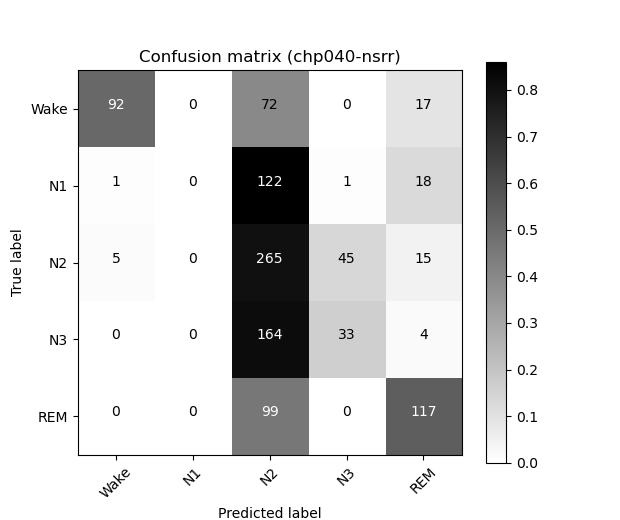 Confusion matrix (chp040-nsrr)
Wake 92 0 72 0 17
N1 1 0 122 1 18
N2 5 0 265 45 15
N3 0 0 164 33 4
REM 0 0 99 0 117
Wake N1 N2 N3 REM
Predicted label
True label
0.8
0.7
0.6
0.5
0.4
0.3
0.2
0.1
0.0